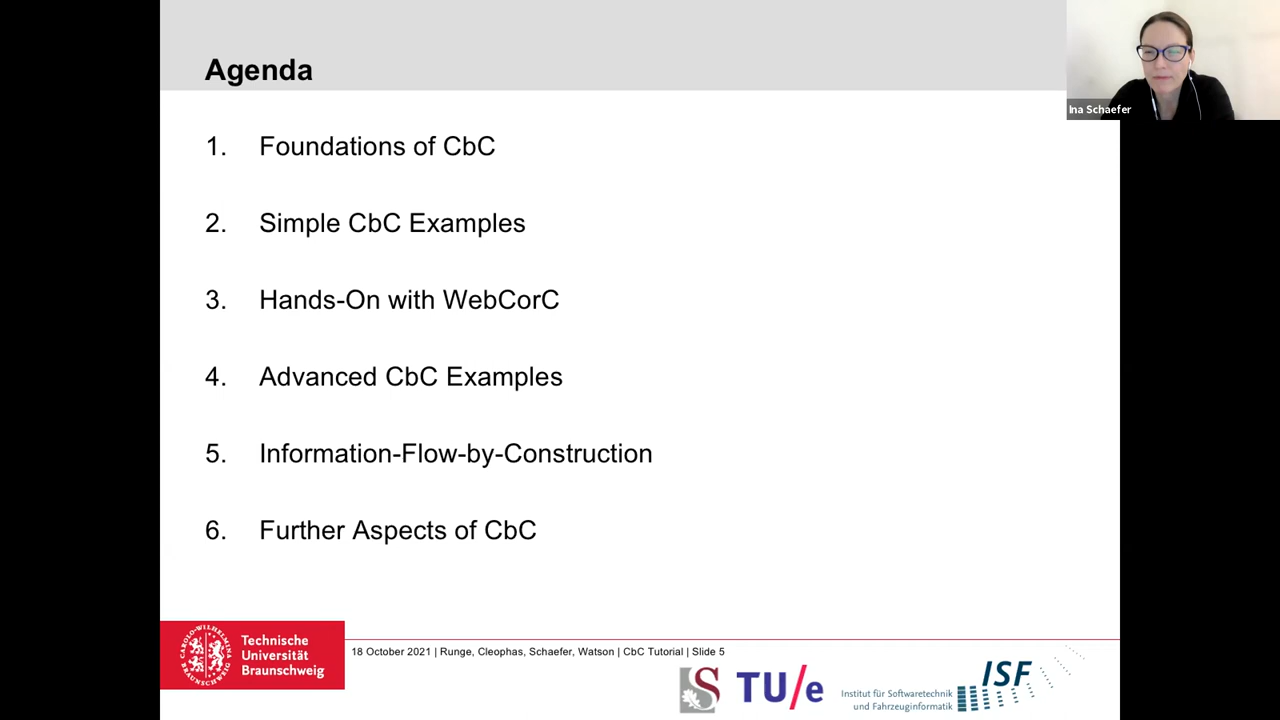 Agenda
Ina Schaefer
1. Foundations of CbC
2. Simple CbC Examples
3. Hands-On with WebCorC
4. Advanced CbC Examples
5. Information-Flow-by-Construction
6. Further Aspects of CbC
Technische
Universität
Braunschweig
18 October 2021 | Runge, Cleophas, Schaefer, Watson | CbC Tutorial | Slide 5
S
TU/e
Institut für Softwaretechnik
und Fahrzeuginformatik
ISF